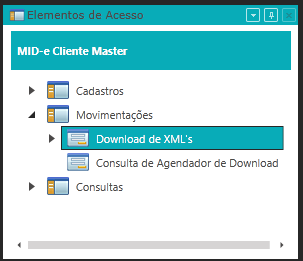 Elementos de Acesso
MID-e Cliente Master
Cadastros
Movimentações
Download de XML's
Consulta de Agendador de Download
Consultas